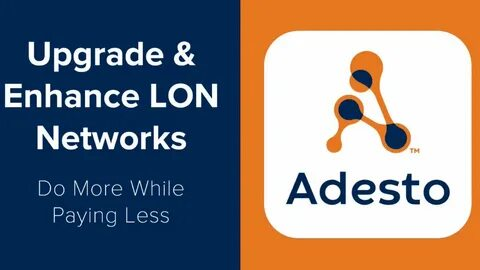 Upgrade &
Enhance LON
Networks
Do More While
Paying Less
Adesto
TM